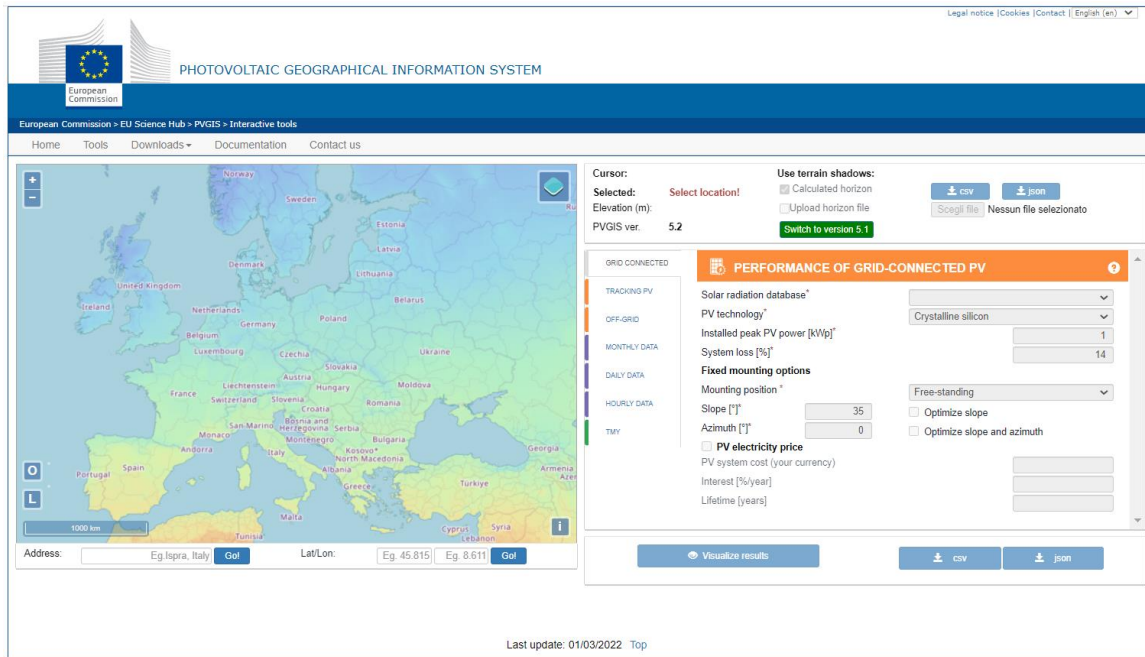 Legal notice |Cookies |Contact | English (en)
PHOTOVOLTAIC GEOGRAPHICAL INFORMATION SYSTEM
European
Commission
European Commission > EU Science Hub > PVGIS > Interactive tools
Home Tools Downloads Documentation Contact us
+
-
Norway
Sweden
Ru
Estonia
Latvia
Denmark
Lithuania
United Kingdom
Ireland
Belarus
Netherlands
Poland
Germany
Belgium
Luxembourg
Czechia
Ukraine
Slovakia
Austria
Liechtenstein
Hungary
Moldova
France
Switzerland
Slovenia
Croatia
Romania
San Marino
Bosnia and
Herzegovina
Serbia
Monaco
Montenegro
Bulgaria
Andorra
Italy
Kosovo*
Georgia
North Macedonia
Albania
Armenia
Azer
Portugal
Spain
Greece
Türkiye
Malta
Cyprus
Syria
Lebanon
Tunisia
O
L
1000 km
i
Address: Eg.Ispra, Italy Go! Lat/Lon: Eg. 45.815 Eg. 8.611 Go!
Cursor:
Selected: Select location!
Elevation (m):
PVGIS ver. 5.2
Use terrain shadows:
Calculated horizon
Upload horizon file
Switch to version 5.1
csv json
Scegli file Nessun file selezionato
GRID CONNECTED
TRACKING PV
OFF-GRID
MONTHLY DATA
DAILY DATA
HOURLY DATA
TMY
PERFORMANCE OF GRID-CONNECTED PV ?
Solar radiation database*
PV technology* Crystalline silicon
Installed peak PV power [kWp]* 1
System loss [%]* 14
Fixed mounting options
Mounting position * Free-standing
Slope [°]* 35 Optimize slope
Azimuth [°]* 0 Optimize slope and azimuth
PV electricity price
PV system cost (your currency)
Interest [%/year]
Lifetime [years]
Visualize results csv json
Last update: 01/03/2022 Top